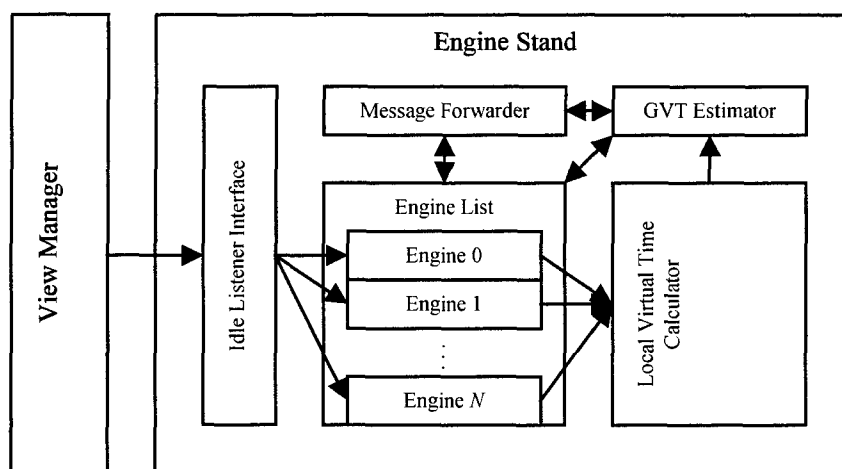 Engine Stand
View Manager
Idle Listener Interface
Message Forwarder
GVT Estimator
Engine List
Engine 0
Engine 1
Engine N
Local Virtual Time
Calculator